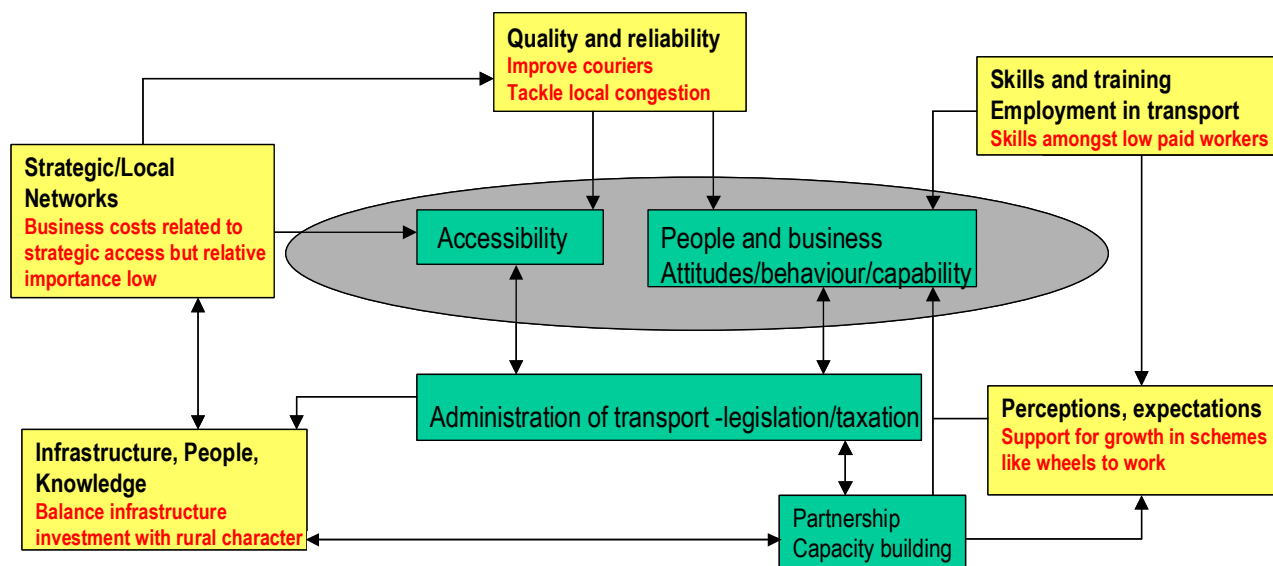 Quality and reliability
Improve couriers
Tackle local congestion
Skills and training
Employment in transport
Skills amongst low paid workers
Strategic/Local
Networks
Business costs related to
strategic access but relative
importance low
Accessibility
People and business
Attitudes/behaviour/capability
Administration of transport -legislation/taxation
Perceptions, expectations
Support for growth in schemes
like wheels to work
Infrastructure, People,
Knowledge
Balance infrastructure
investment with rural character
Partnership
Capacity building